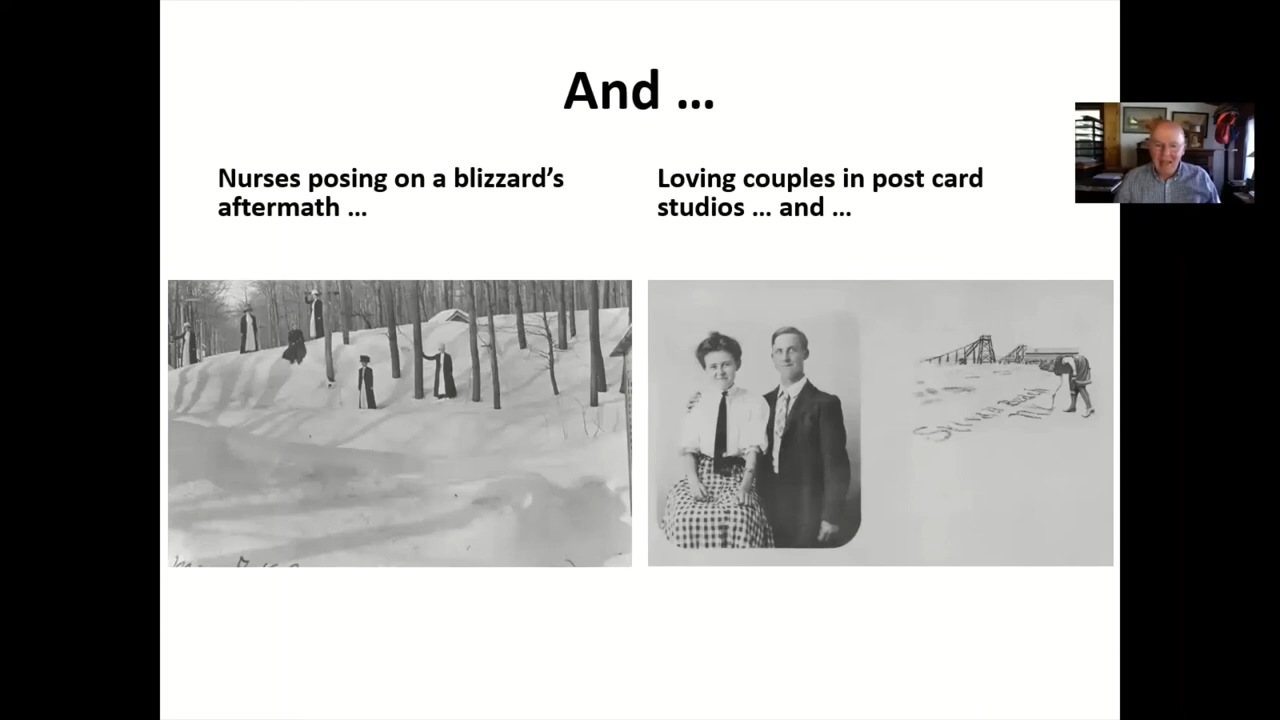 And ...
Nurses posing on a blizzard’s
aftermath ...
Loving couples in post card
studios ... and ...